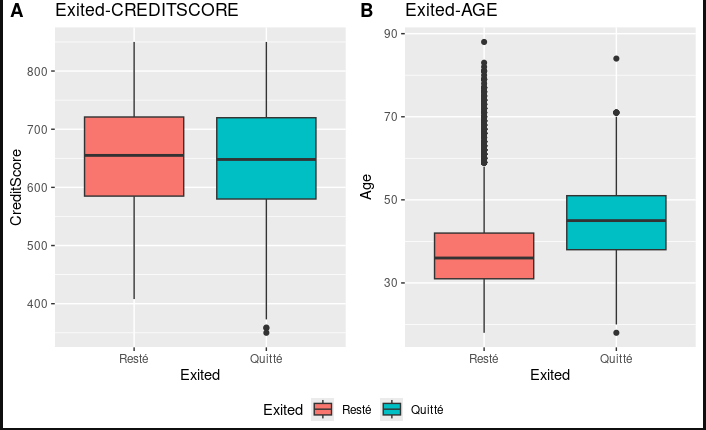 A Exited-CREDITSCORE
CreditScore
800
700
600
500
400
Resté Quitté
Exited
B Exited-AGE
Age
90
70
50
30
Resté Quitté
Exited
Exited Resté Quitté